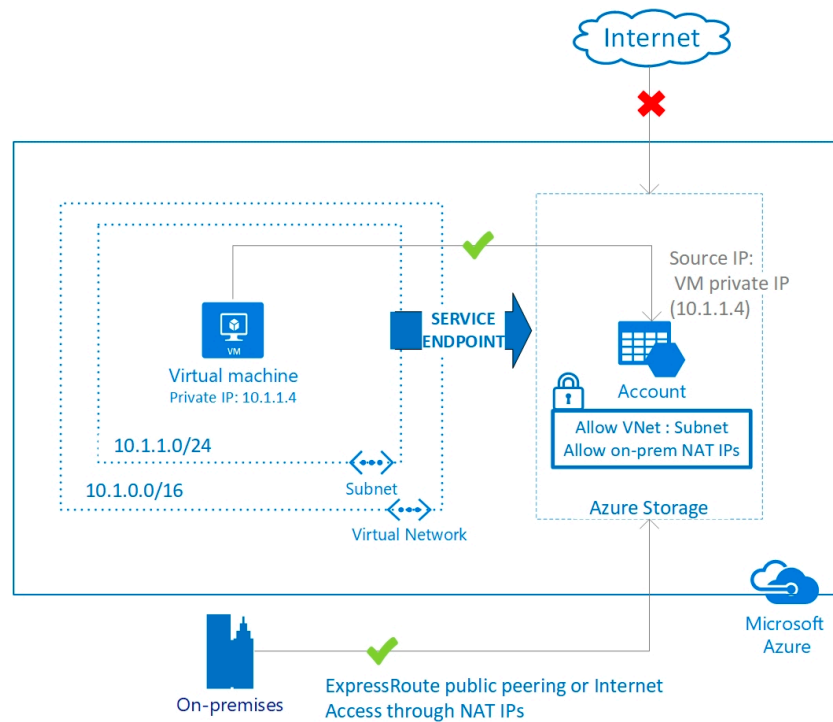 Internet
Source IP:
VM private IP
(10.1.1.4)
SERVICE
ENDPOINT
VM
Virtual machine
Private IP: 10.1.1.4
Account
Allow VNet : Subnet
Allow on-prem NAT IPs
10.1.1.0/24
Subnet
10.1.0.0/16
Virtual Network
Azure Storage
Microsoft
Azure
On-premises
ExpressRoute public peering or Internet
Access through NAT IPs